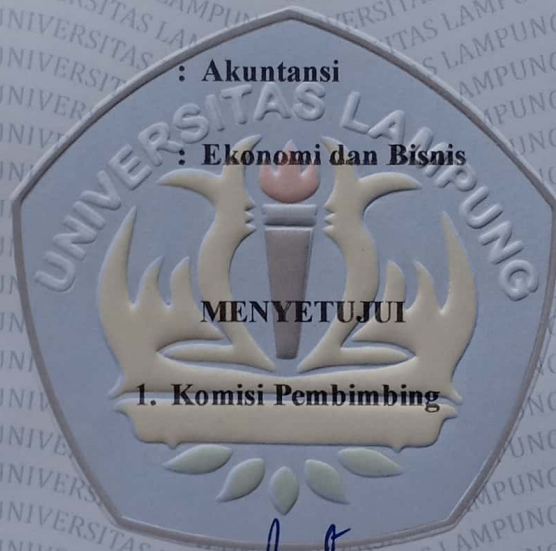 : Akuntansi
: Ekonomi dan Bisnis
UNIVERSITAS LAMPUNG
MENYETUJUI
1. Komisi Pembimbing